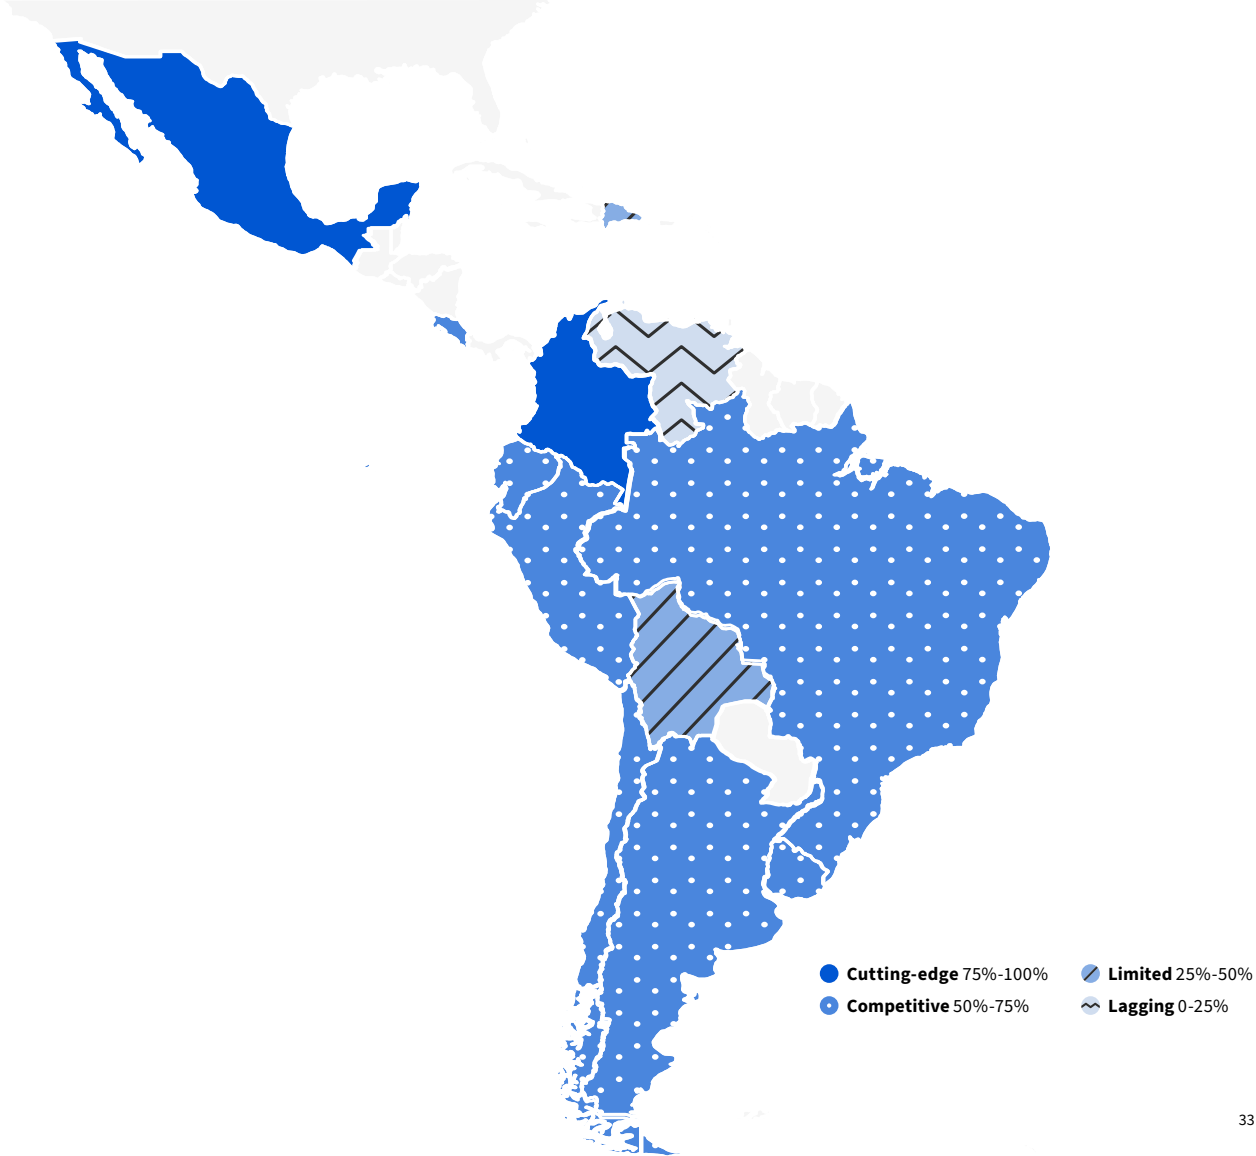 Cutting-edge 75%-100%
Limited 25%-50%
Competitive 50%-75%
Lagging 0-25%
33